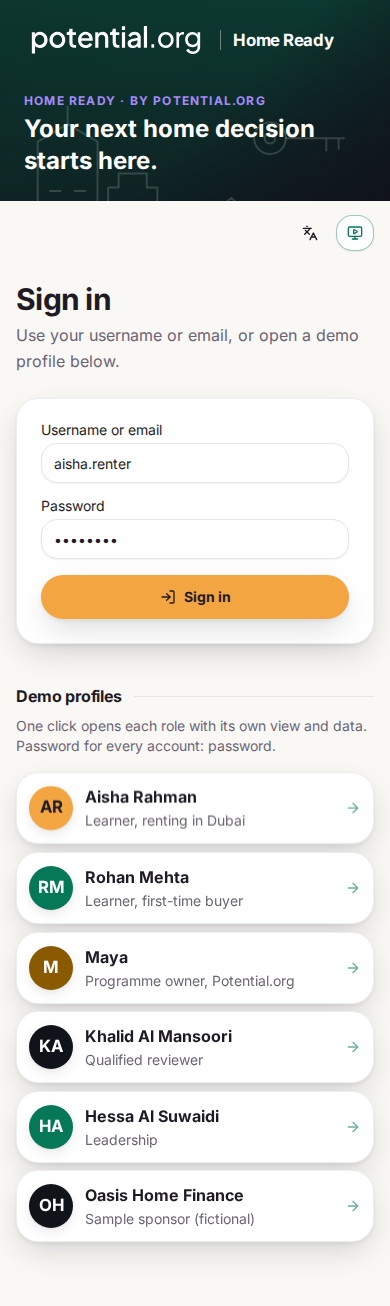 potential.org | Home Ready
HOME READY · BY POTENTIAL.ORG
Your next home decision
starts here.
Sign in
Use your username or email, or open a demo
profile below.
Username or email
aisha.renter
Password
••••••••
Sign in
Demo profiles
One click opens each role with its own view and data.
Password for every account: password.
AR
Aisha Rahman
Learner, renting in Dubai
RM
Rohan Mehta
Learner, first-time buyer
M
Maya
Programme owner, Potential.org
KA
Khalid Al Mansoori
Qualified reviewer
HA
Hessa Al Suwaidi
Leadership
OH
Oasis Home Finance
Sample sponsor (fictional)